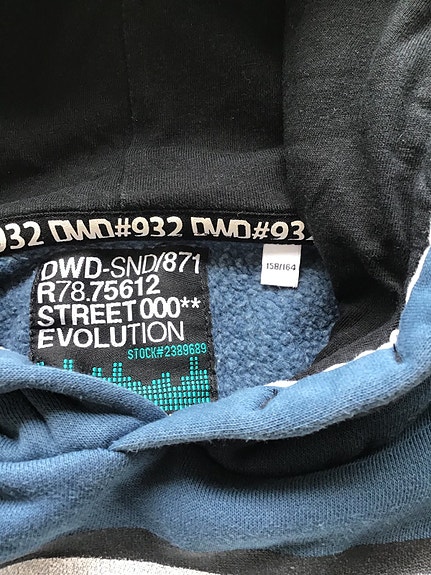 932 DWD#932 DWD#932
DWD-SND/871
158/164
R78.75612
STREET 000**
EVOLUTION
STOCK#2389689